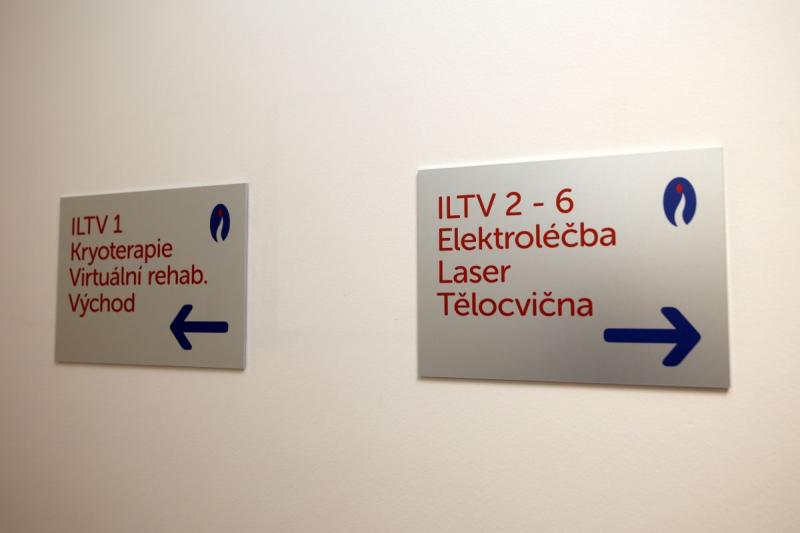 ILTV 1
Kryoterapie
Virtuální rehab.
Východ
ILTV 2 - 6
Elektroléčba
Laser
Tělocvična